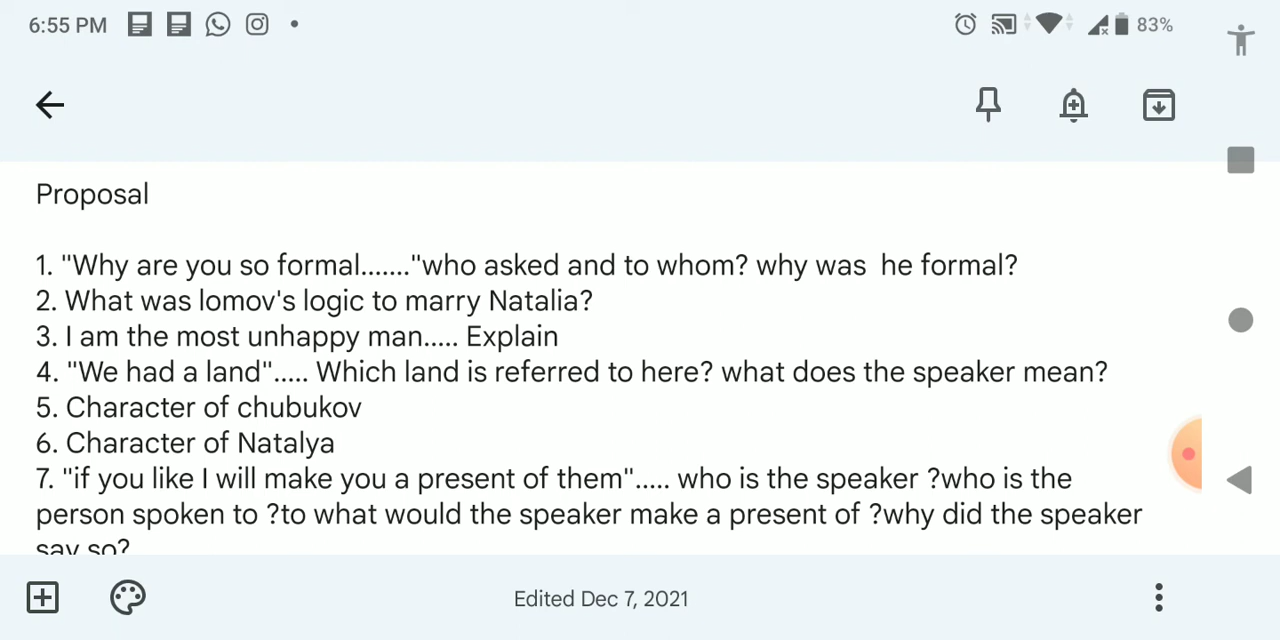 6:55 PM
83%
Proposal
1. "Why are you so formal......."who asked and to whom? why was  he formal?
2. What was lomov's logic to marry Natalia?
3. I am the most unhappy man..... Explain
4. "We had a land"..... Which land is referred to here? what does the speaker mean?
5. Character of chubukov
6. Character of Natalya
7. "if you like I will make you a present of them"..... who is the speaker ?who is the
person spoken to ?to what would the speaker make a present of ?why did the speaker
say so?
Edited Dec 7, 2021